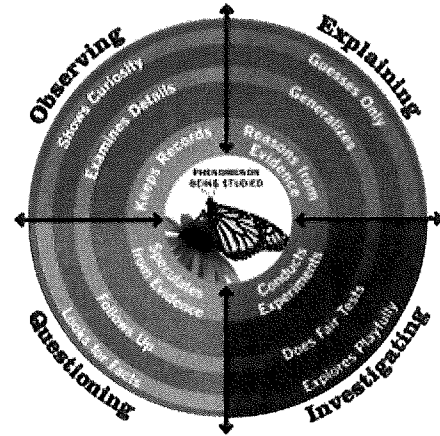 Observing
Shows Curiosity
Examines Details
Keeps Records
Explaining
Guesses Only
Generalizes
Reasons from
Evidence
PHENOMENON
BEING STUDIED
Questioning
Looks for Facts
Follows Up
Speculates
from Evidence
Investigating
Explores Playfully
Does Fair Tests
Conducts
Experiments